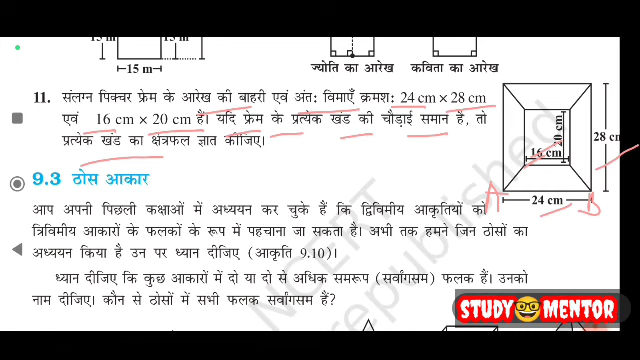 15 m
15 m
15 m
ज्योति का आरेख
कविता का आरेख
11. संलग्न पिक्चर फ्रेम के आरेख की बाहरी एवं अंत: विमाएँ क्रमश: 24 cm × 28 cm
एवं 16 cm × 20 cm हैं। यदि फ्रेम के प्रत्येक खंड की चौड़ाई समान है, तो
प्रत्येक खंड का क्षेत्रफल ज्ञात कीजिए।
20 cm
28 cm
16 cm
A
B
24 cm
9.3 ठोस आकार
आप अपनी पिछली कक्षाओं में अध्ययन कर चुके हैं कि द्विविमीय आकृतियों को
त्रिविमीय आकारों के फलकों के रूप में पहचाना जा सकता है। अभी तक हमने जिन ठोसों का
अध्ययन किया है उन पर ध्यान दीजिए (आकृति 9.10)।
ध्यान दीजिए कि कुछ आकारों में दो या दो से अधिक समरूप (सर्वांगसम) फलक हैं। उनको
नाम दीजिए। कौन से ठोसों में सभी फलक सर्वांगसम हैं?
STUDY MENTOR